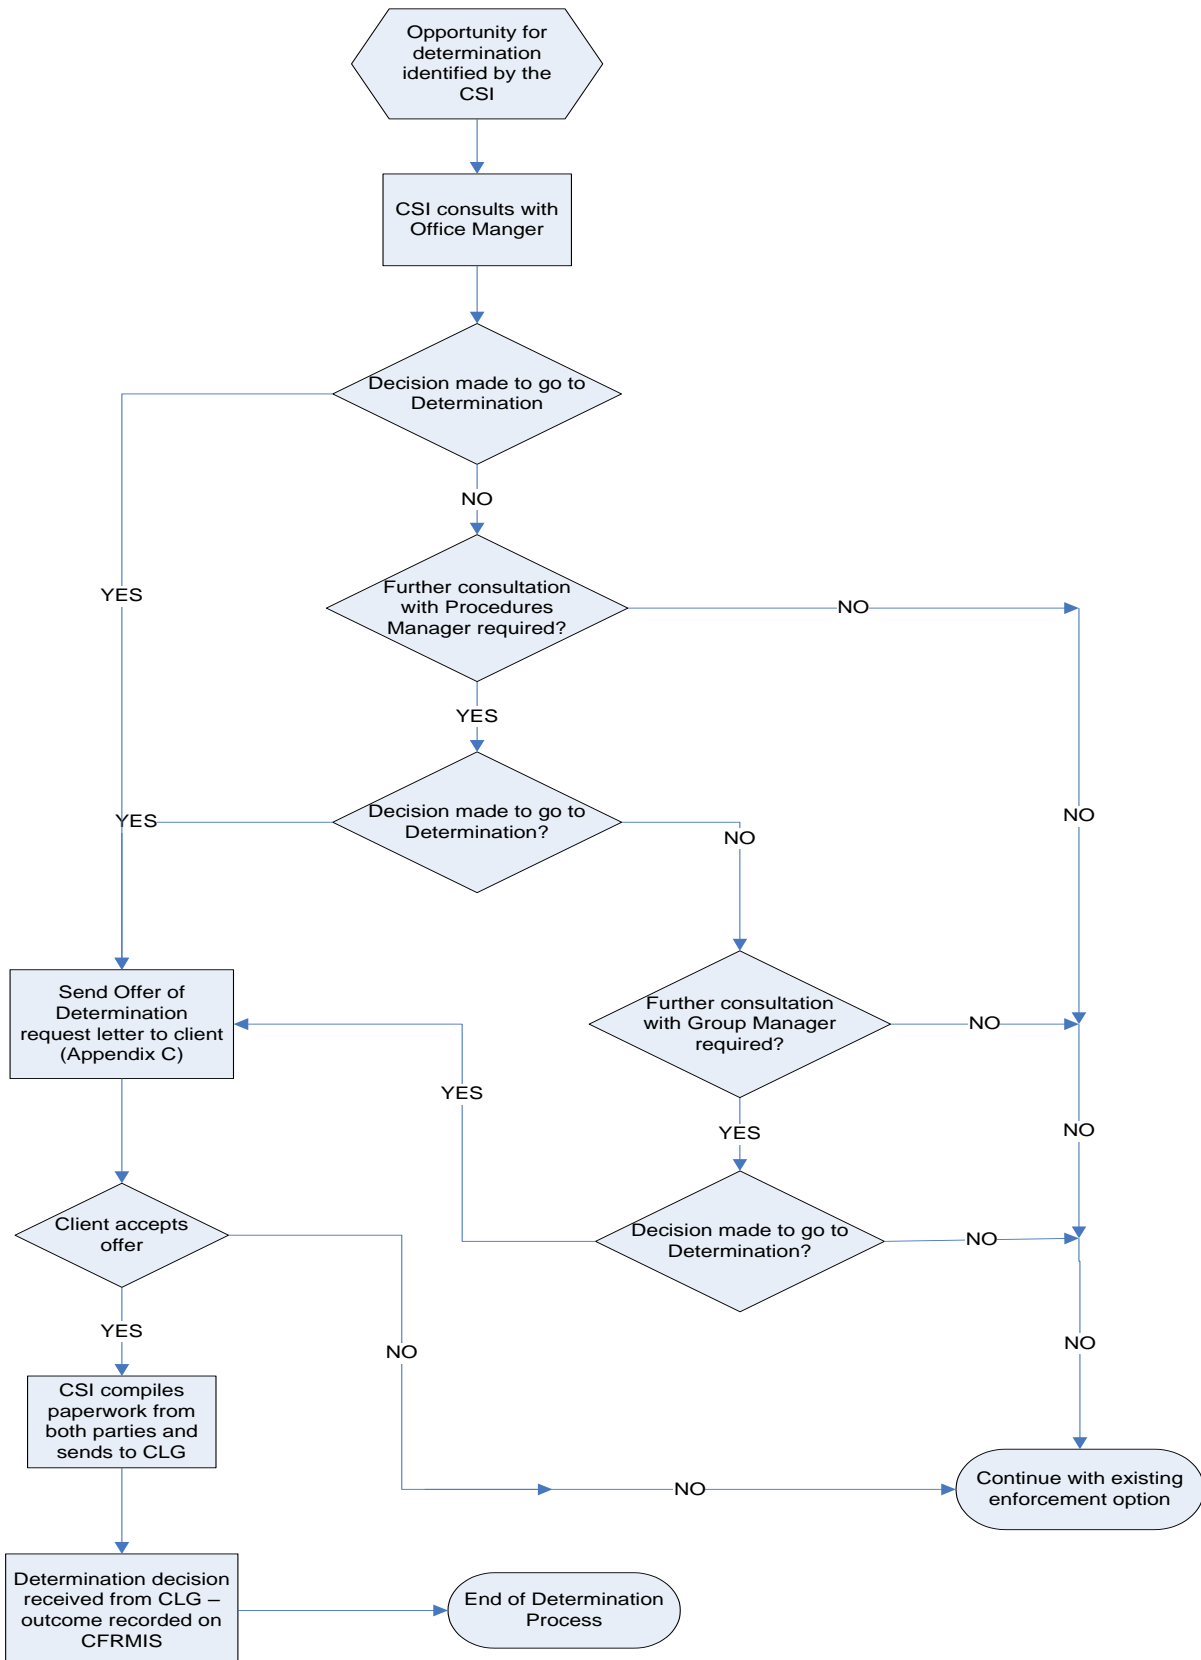 Opportunity for
determination
identified by the
CSI
CSI consults with
Office Manger
Decision made to go to
Determination
NO
YES
Further consultation
with Procedures
Manager required?
NO
YES
Decision made to go to
Determination?
YES
NO
NO
Send Offer of
Determination
request letter to client
(Appendix C)
Further consultation
with Group Manager
required?
NO
YES
YES
NO
Client accepts
offer
Decision made to go to
Determination?
NO
YES
NO
NO
CSI compiles
paperwork from
both parties and
sends to CLG
NO
Continue with existing
enforcement option
Determination decision
received from CLG –
outcome recorded on
CFRMIS
End of Determination
Process